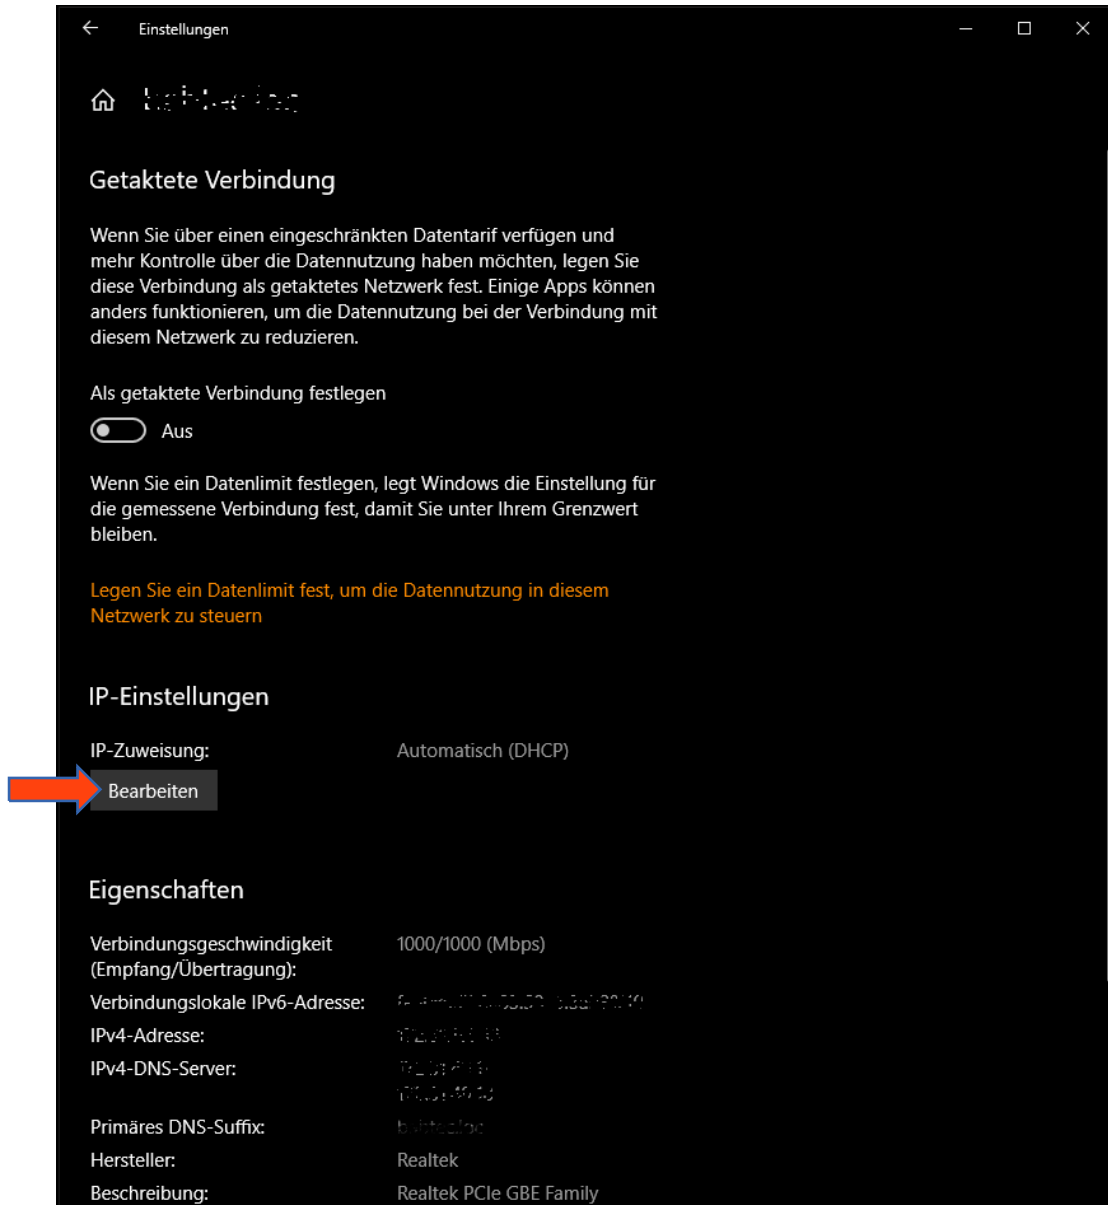 Einstellungen
Getaktete Verbindung
Wenn Sie über einen eingeschränkten Datentarif verfügen und
mehr Kontrolle über die Datennutzung haben möchten, legen Sie
diese Verbindung als getaktetes Netzwerk fest. Einige Apps können
anders funktionieren, um die Datennutzung bei der Verbindung mit
diesem Netzwerk zu reduzieren.
Als getaktete Verbindung festlegen
Aus
Wenn Sie ein Datenlimit festlegen, legt Windows die Einstellung für
die gemessene Verbindung fest, damit Sie unter Ihrem Grenzwert
bleiben.
Legen Sie ein Datenlimit fest, um die Datennutzung in diesem
Netzwerk zu steuern
IP-Einstellungen
IP-Zuweisung: Automatisch (DHCP)
Bearbeiten
Eigenschaften
Verbindungsgeschwindigkeit 1000/1000 (Mbps)
(Empfang/Übertragung):
Verbindungslokale IPv6-Adresse:
IPv4-Adresse:
IPv4-DNS-Server:
Primäres DNS-Suffix:
Hersteller: Realtek
Beschreibung: Realtek PCIe GBE Family